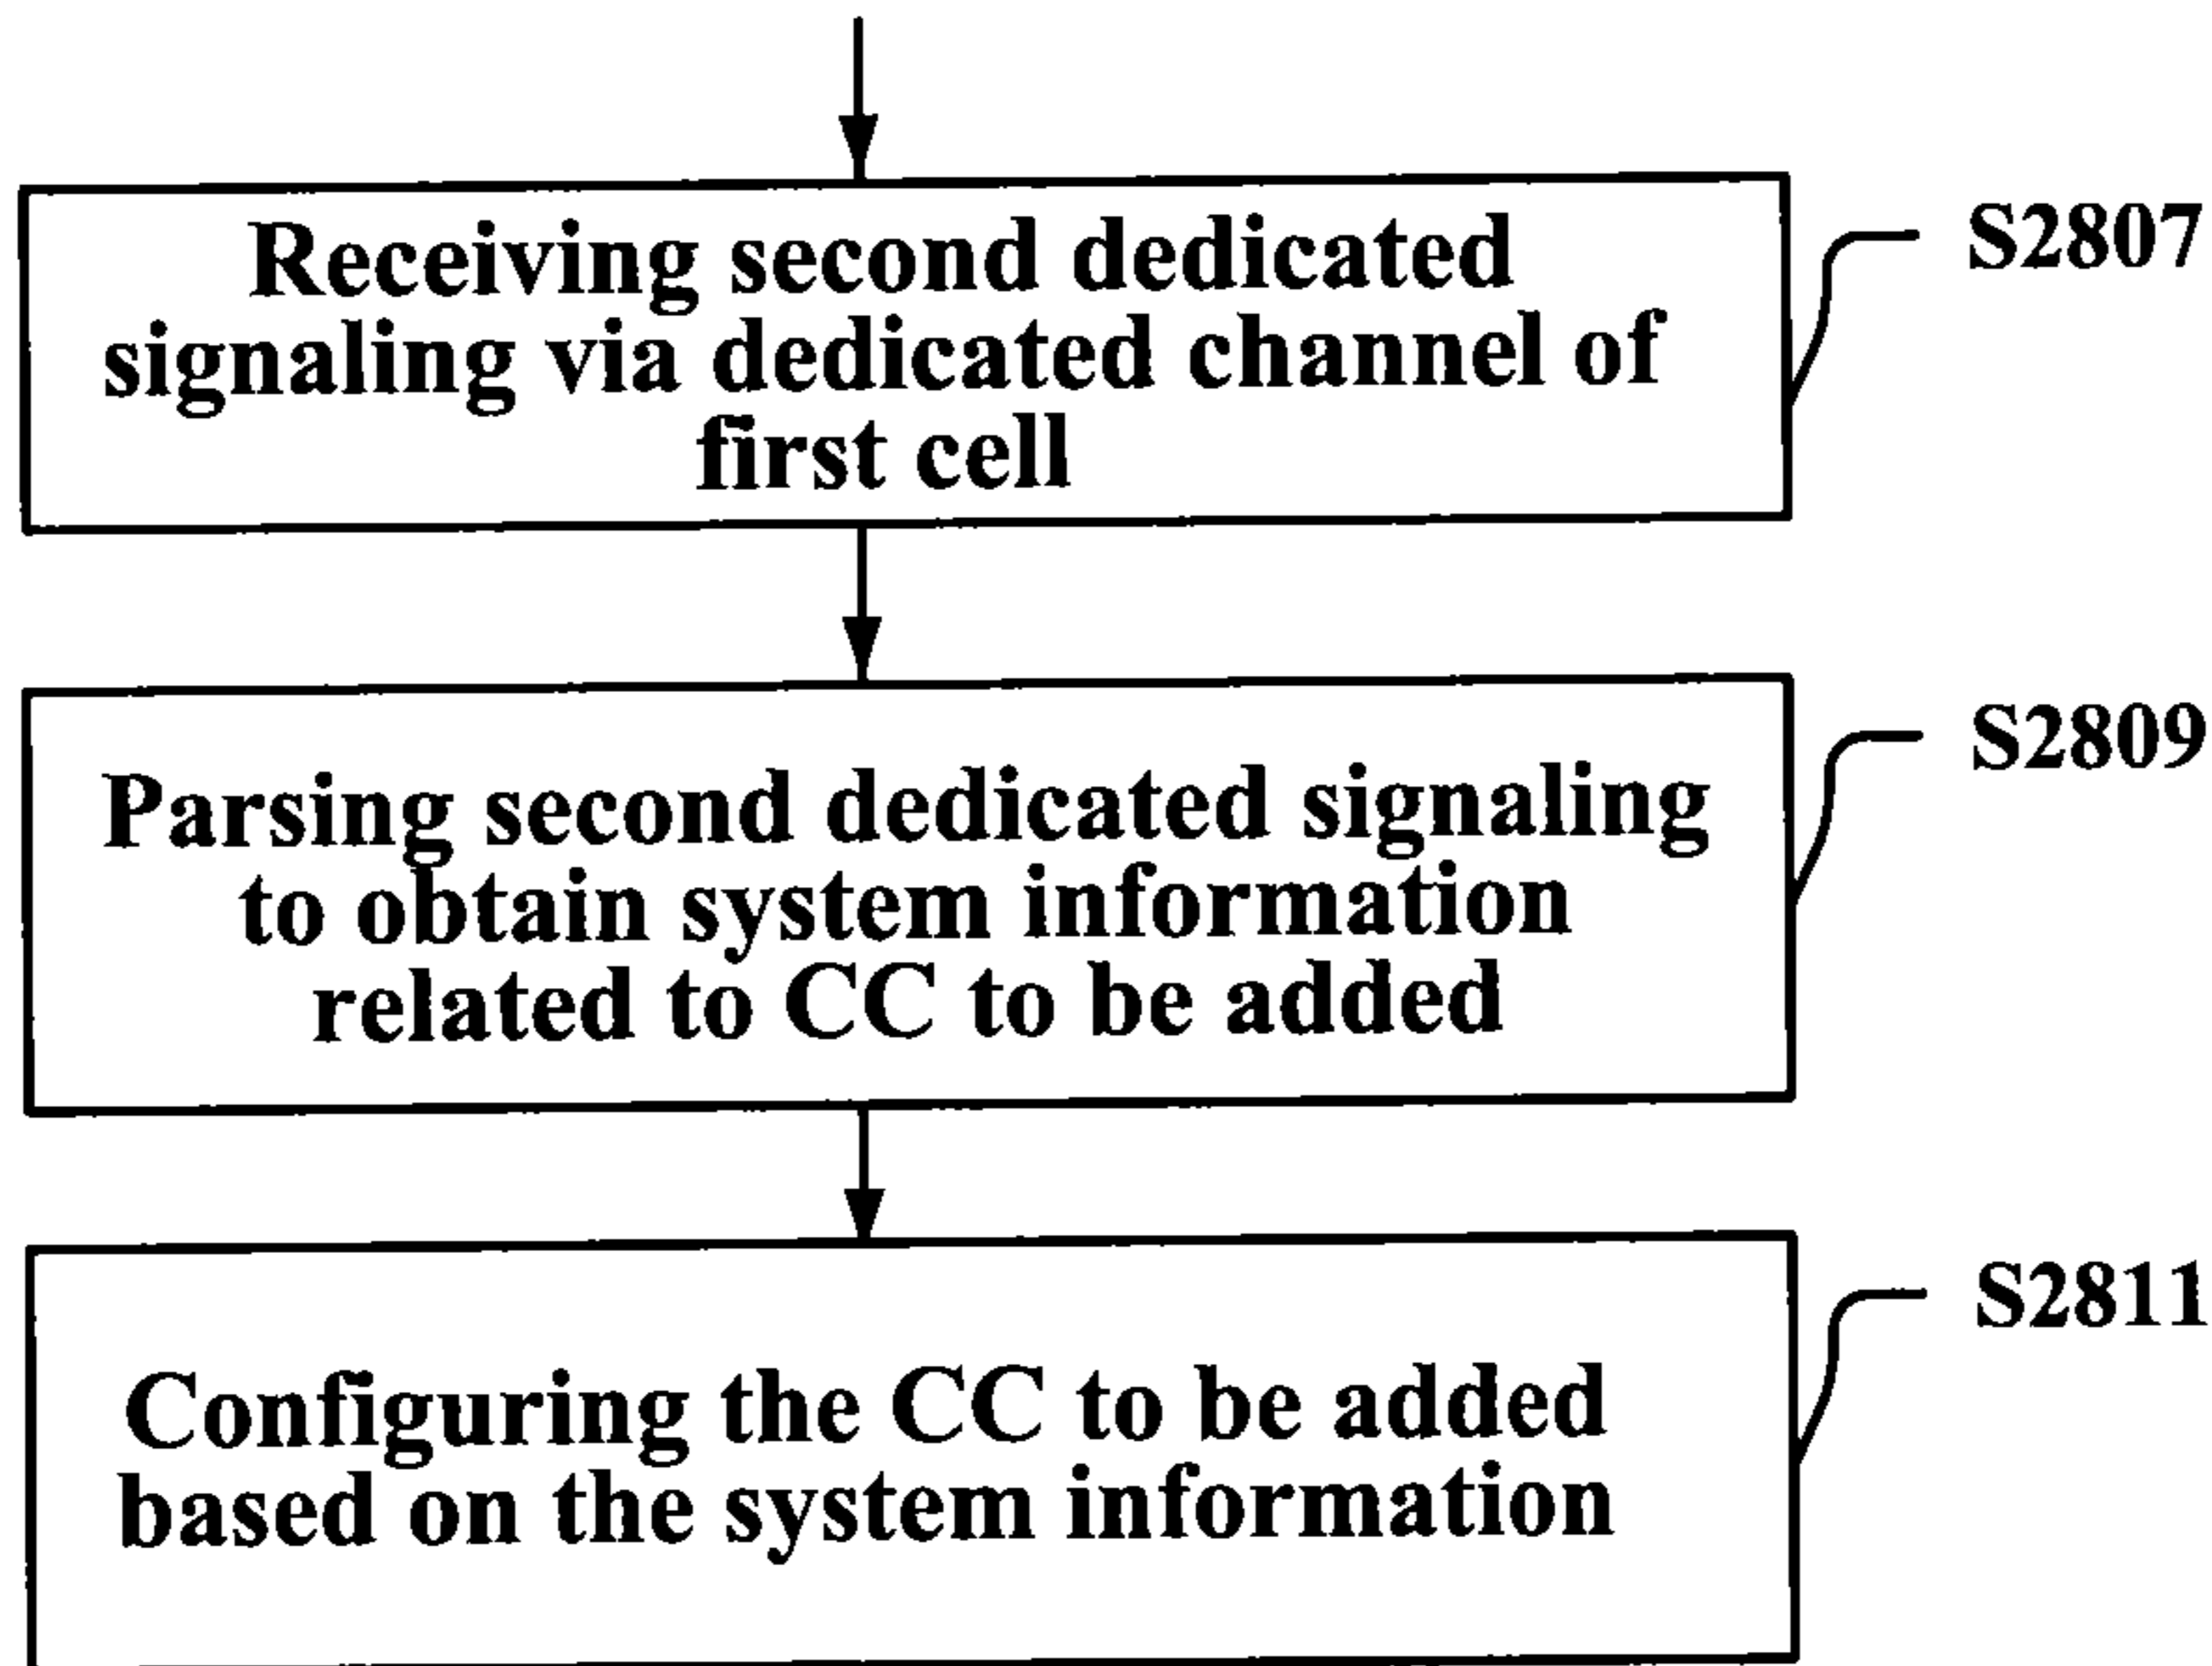 Receiving second dedicated
signaling via dedicated channel of
first cell
S2807
Parsing second dedicated signaling
to obtain system information
related to CC to be added
S2809
Configuring the CC to be added
based on the system information
S2811